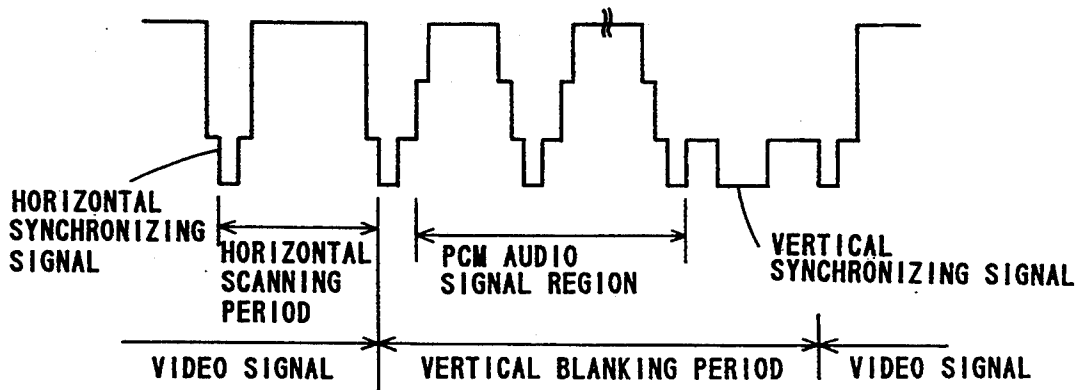 HORIZONTAL
SYNCHRONIZING
SIGNAL
HORIZONTAL
SCANNING
PERIOD
PCM AUDIO
SIGNAL REGION
VERTICAL
SYNCHRONIZING SIGNAL
VIDEO SIGNAL
VERTICAL BLANKING PERIOD
VIDEO SIGNAL